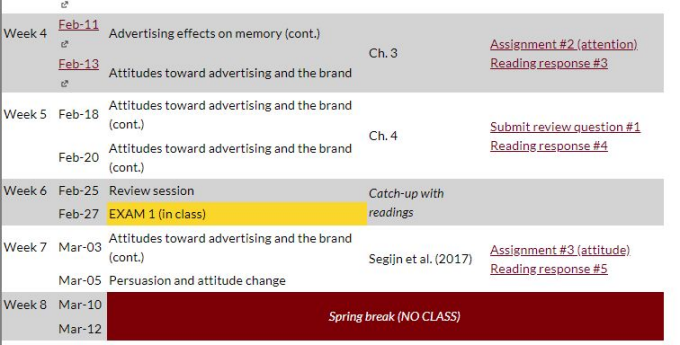 Week 4 Feb-11 Advertising effects on memory (cont.)
Ch. 3
Assignment #2 (attention)
Feb-13 Attitudes toward advertising and the brand
Reading response #3
Week 5 Feb-18 Attitudes toward advertising and the brand
(cont.)
Ch. 4
Submit review question #1
Feb-20 Attitudes toward advertising and the brand
(cont.)
Reading response #4
Week 6 Feb-25 Review session
Catch-up with
Feb-27 EXAM 1 (in class)
readings
Week 7 Mar-03 Attitudes toward advertising and the brand
(cont.)
Segijn et al. (2017)
Assignment #3 (attitude)
Reading response #5
Mar-05 Persuasion and attitude change
Week 8 Mar-10
Spring break (NO CLASS)
Mar-12